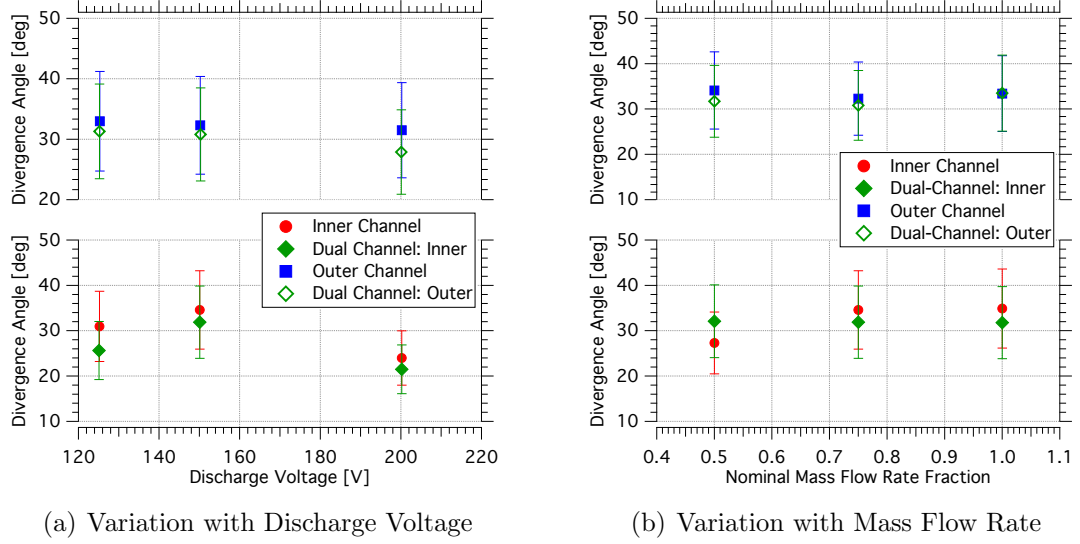 50
40
30
20
Divergence Angle [deg]
50
40
30
20
10
Divergence Angle [deg]
Inner Channel
Dual Channel: Inner
Outer Channel
Dual Channel: Outer
120 140 160 180 200 220
Discharge Voltage [V]
(a) Variation with Discharge Voltage
50
40
30
20
10
Divergence Angle [deg]
Inner Channel
Dual-Channel: Inner
Outer Channel
Dual-Channel: Outer
50
40
30
20
10
Divergence Angle [deg]
0.4 0.5 0.6 0.7 0.8 0.9 1.0 1.1
Nominal Mass Flow Rate Fraction
(b) Variation with Mass Flow Rate